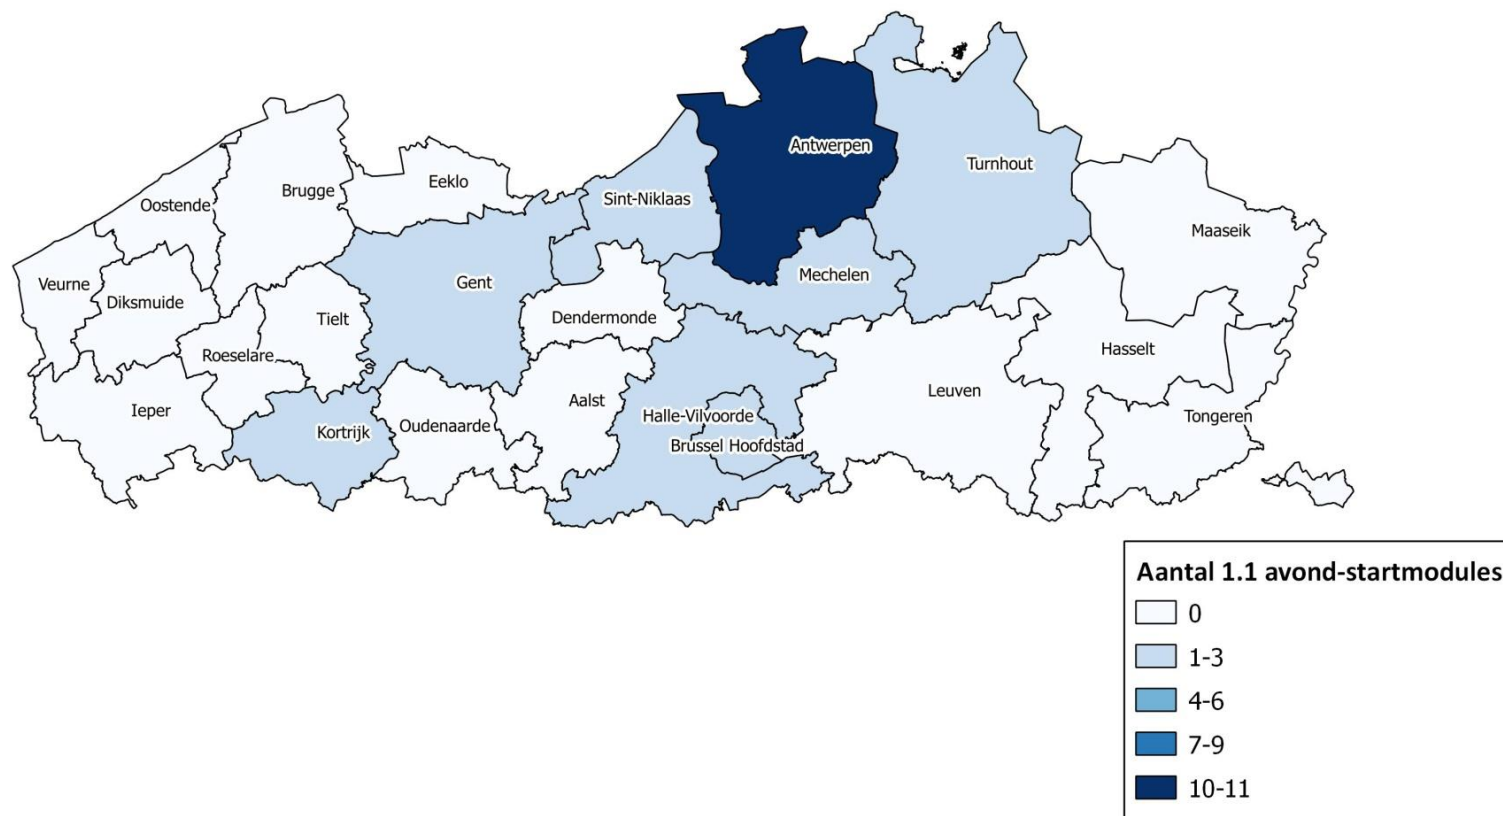 Antwerpen
Turnhout
Eeklo
Brugge
Sint-Niklaas
Oostende
Maaseik
Mechelen
Gent
Veurne
Diksmuide
Tielt
Dendermonde
Hasselt
Roeselare
Leuven
Aalst
Ieper
Halle-Vilvoorde
Tongeren
Oudenaarde
Kortrijk
Brussel Hoofdstad
Aantal 1.1 avond-startmodules
0
1-3
4-6
7-9
10-11